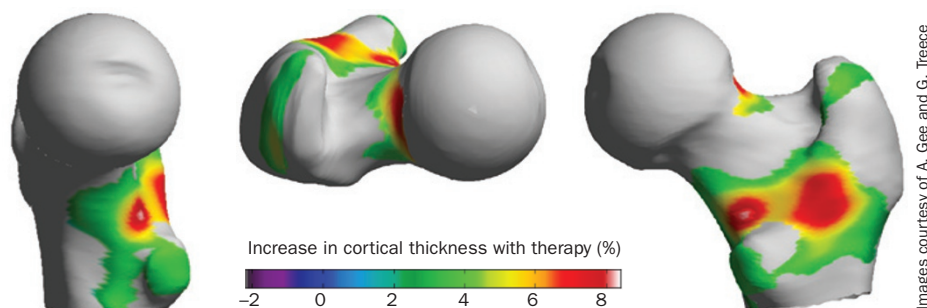 Increase in cortical thickness with therapy (%)
−2 0 2 4 6 8
Images courtesy of A. Gee and G. Treece